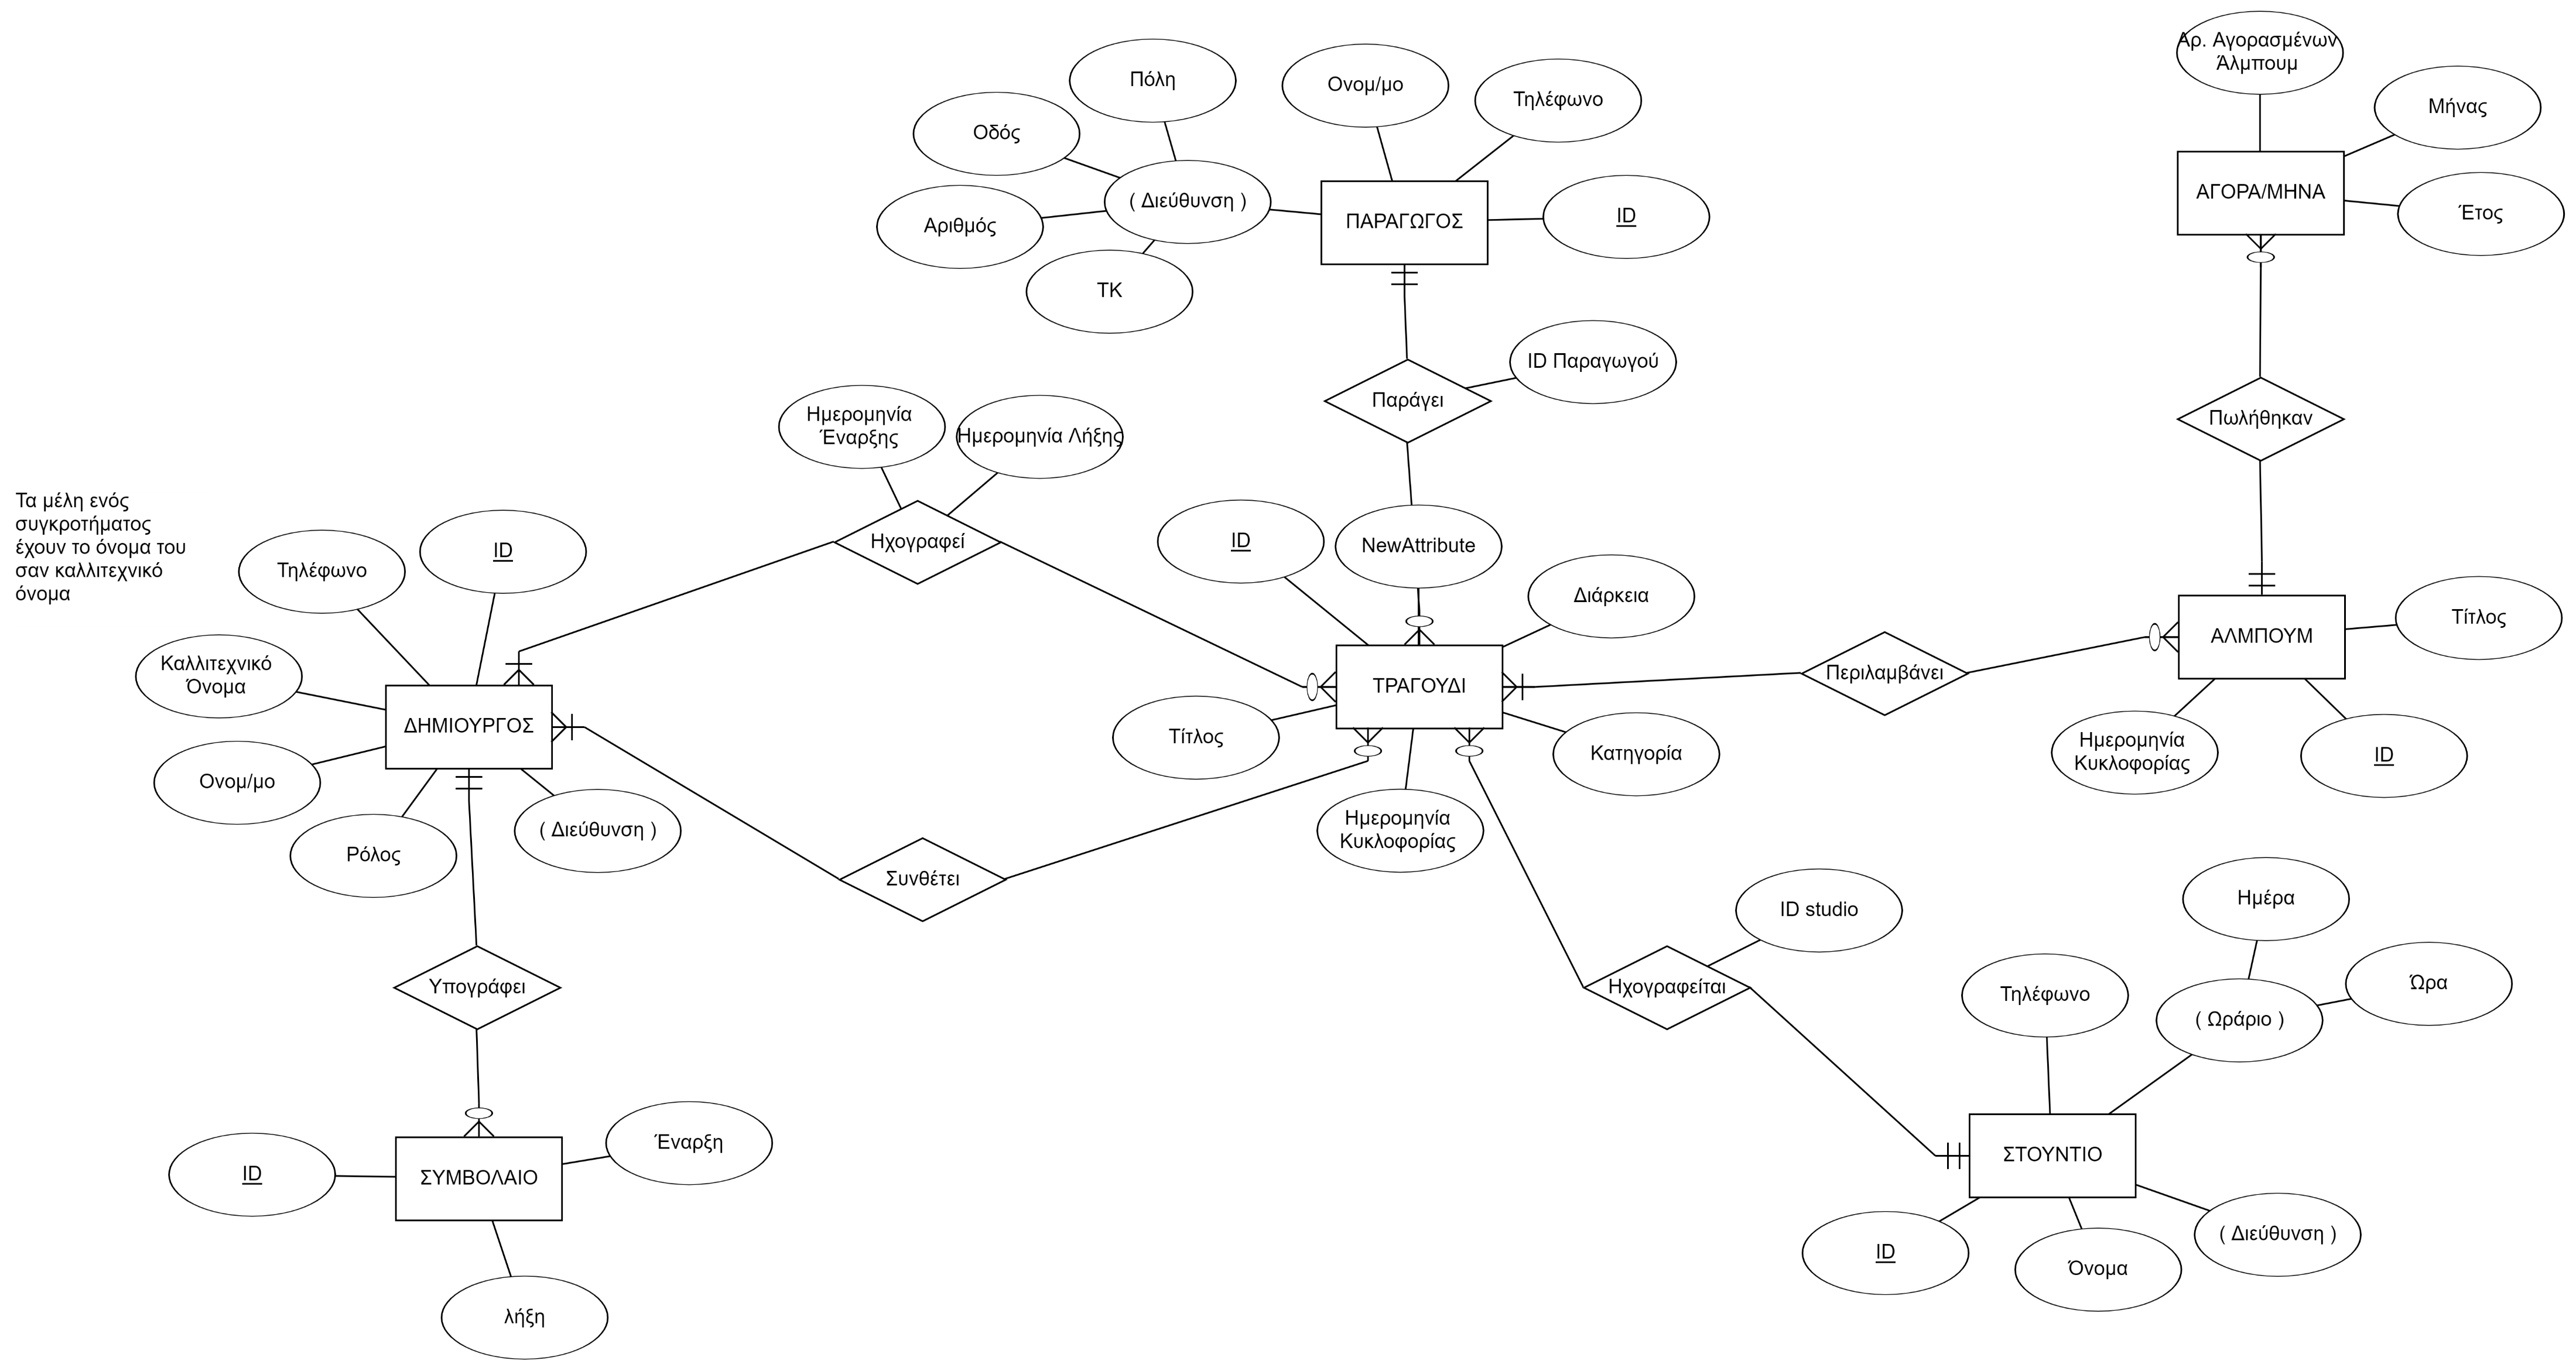 Αρ. Αγορασμένων
Άλμπουμ
Πόλη
Ονομ/μο
Τηλέφωνο
Μήνας
Οδός
( Διεύθυνση )
ΠΑΡΑΓΩΓΟΣ
ID
ΑΓΟΡΑ/ΜΗΝΑ
Έτος
Αριθμός
ΤΚ
ID Παραγωγού
Παράγει
Πωλήθηκαν
Ημερομηνία
Έναρξης
Ημερομηνία Λήξης
Ηχογραφεί
Τα μέλη ενός
συγκροτήματος
έχουν το όνομα του
σαν καλλιτεχνικό
όνομα
Τηλέφωνο
ID
ID
NewAttribute
Διάρκεια
Καλλιτεχνικό
Όνομα
ΔΗΜΙΟΥΡΓΟΣ
Ονομ/μο
Ρόλος
( Διεύθυνση )
ΤΡΑΓΟΥΔΙ
Τίτλος
Κατηγορία
Ημερομηνία
Κυκλοφορίας
Περιλαμβάνει
ΑΛΜΠΟΥΜ
Τίτλος
Ημερομηνία
Κυκλοφορίας
ID
Συνθέτει
Υπογράφει
ID studio
Ηχογραφείται
Ημέρα
Ώρα
( Ωράριο )
Τηλέφωνο
ΣΤΟΥΝΤΙΟ
ID
Όνομα
( Διεύθυνση )
ID
ΣΥΜΒΟΛΑΙΟ
Έναρξη
λήξη